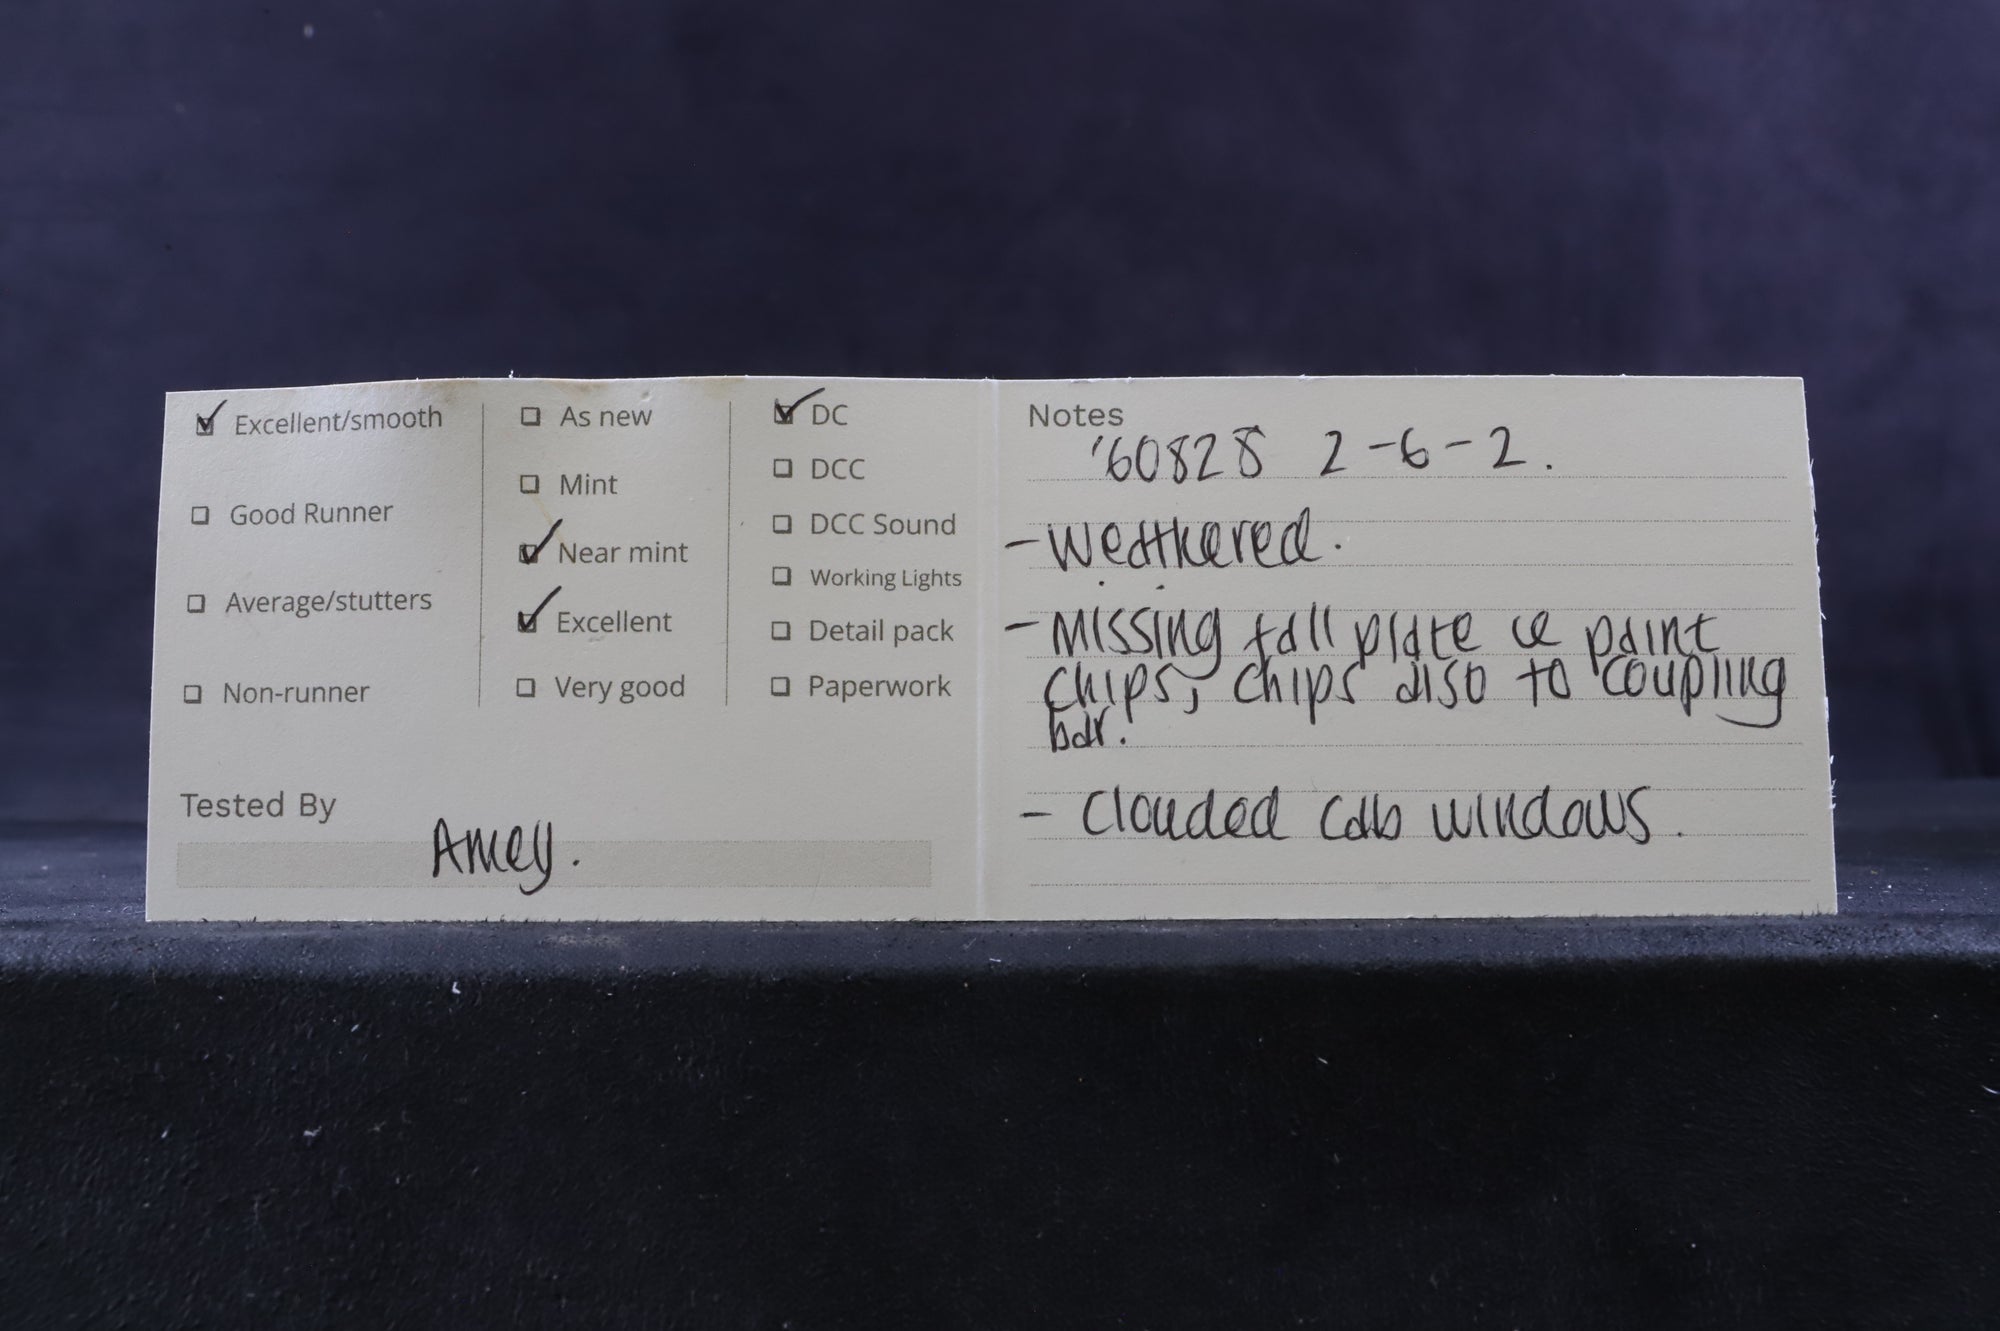 Excellent/smooth
Good Runner
Average/stutters
Non-runner
As new
Mint
Near mint
Excellent
Very good
DC
DCC
DCC Sound
Working Lights
Detail pack
Paperwork
Tested By
Amey.
Notes
'60828 2-6-2.
- Weathered.
- Missing fall plate ie paint
chips, chips also to coupling
bar.
- Clouded cab windows.